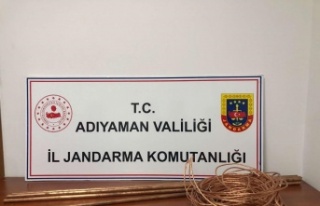 T.C.
ADIYAMAN VALİLİĞİ
İL JANDARMA KOMUTANLIĞI